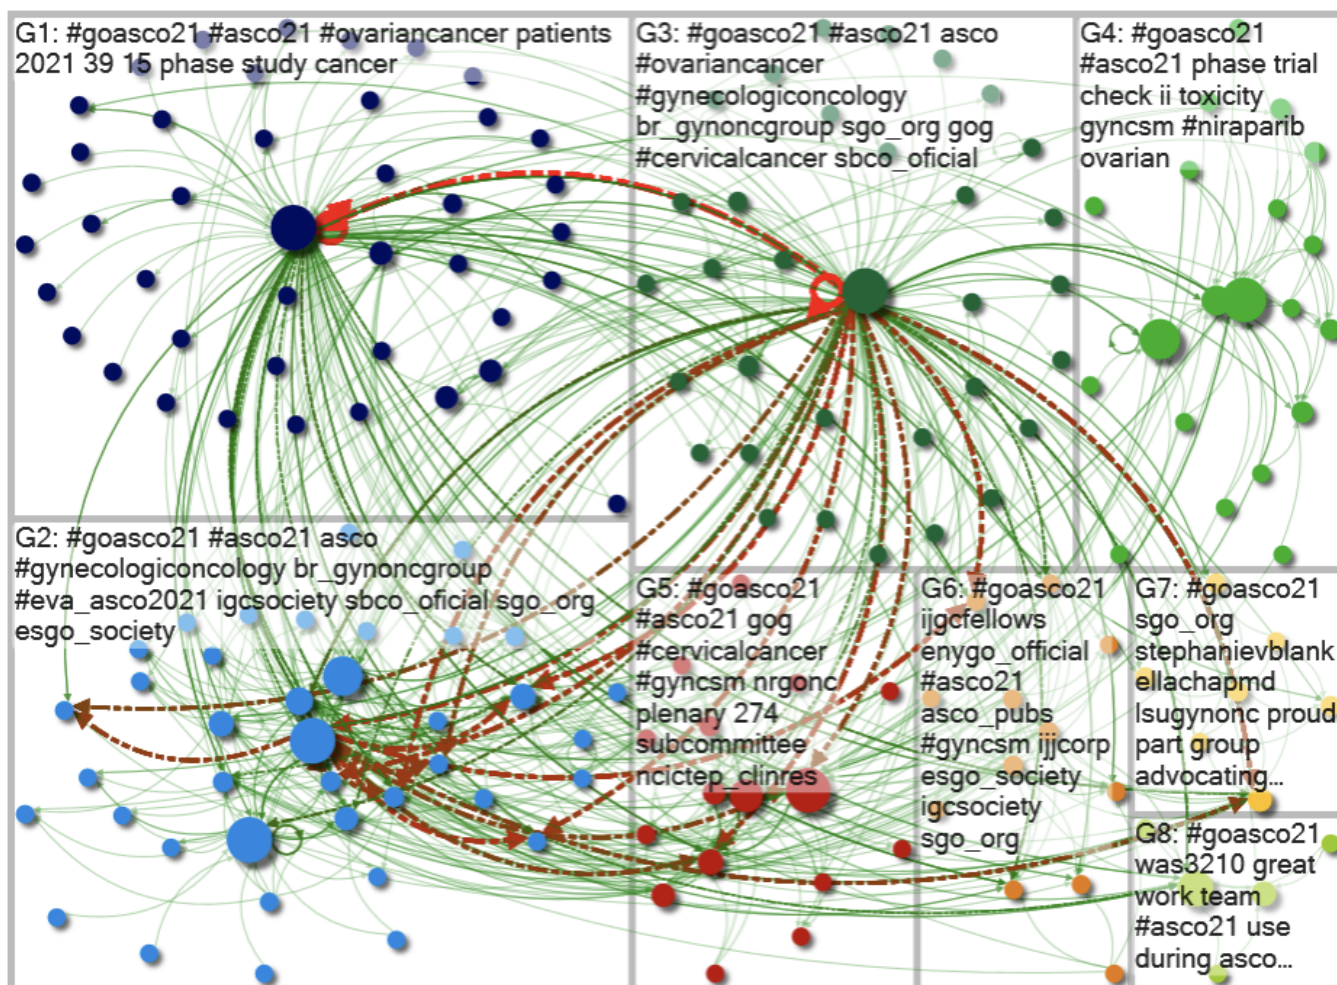 G1: #goasco21 #asco21 #ovariancancer patients
2021 39 15 phase study cancer
G3: #goasco21 #asco21 asco
#ovariancancer
#gynecologiconcology
br_gynoncgroup sgo_org gog
#cervicalcancer sbco_oficial
G4: #goasco21
#asco21 phase trial
check ii toxicity
gyncsm #niraparib
ovarian
G2: #goasco21 #asco21 asco
#gynecologiconcology br_gynoncgroup
#eva_asco2021 igcsociety sbco_oficial sgo_org
esgo_society
G5: #goasco21
#asco21 gog
#cervicalcancer
#gyncsm nrgonc
plenary 274
subcommittee
ncictep_clinres
G6: #goasco21
ijgcfellows
enygo_official
#asco21
asco_pubs
#gyncsm ijjcorp
esgo_society
igcsociety
sgo_org
G7: #goasco21
sgo_org
stephanievblank
ellachapmd
lsugynonc proud
part group
advocating...
G8: #goasco21
was3210 great
work team
#asco21 use
during asco...